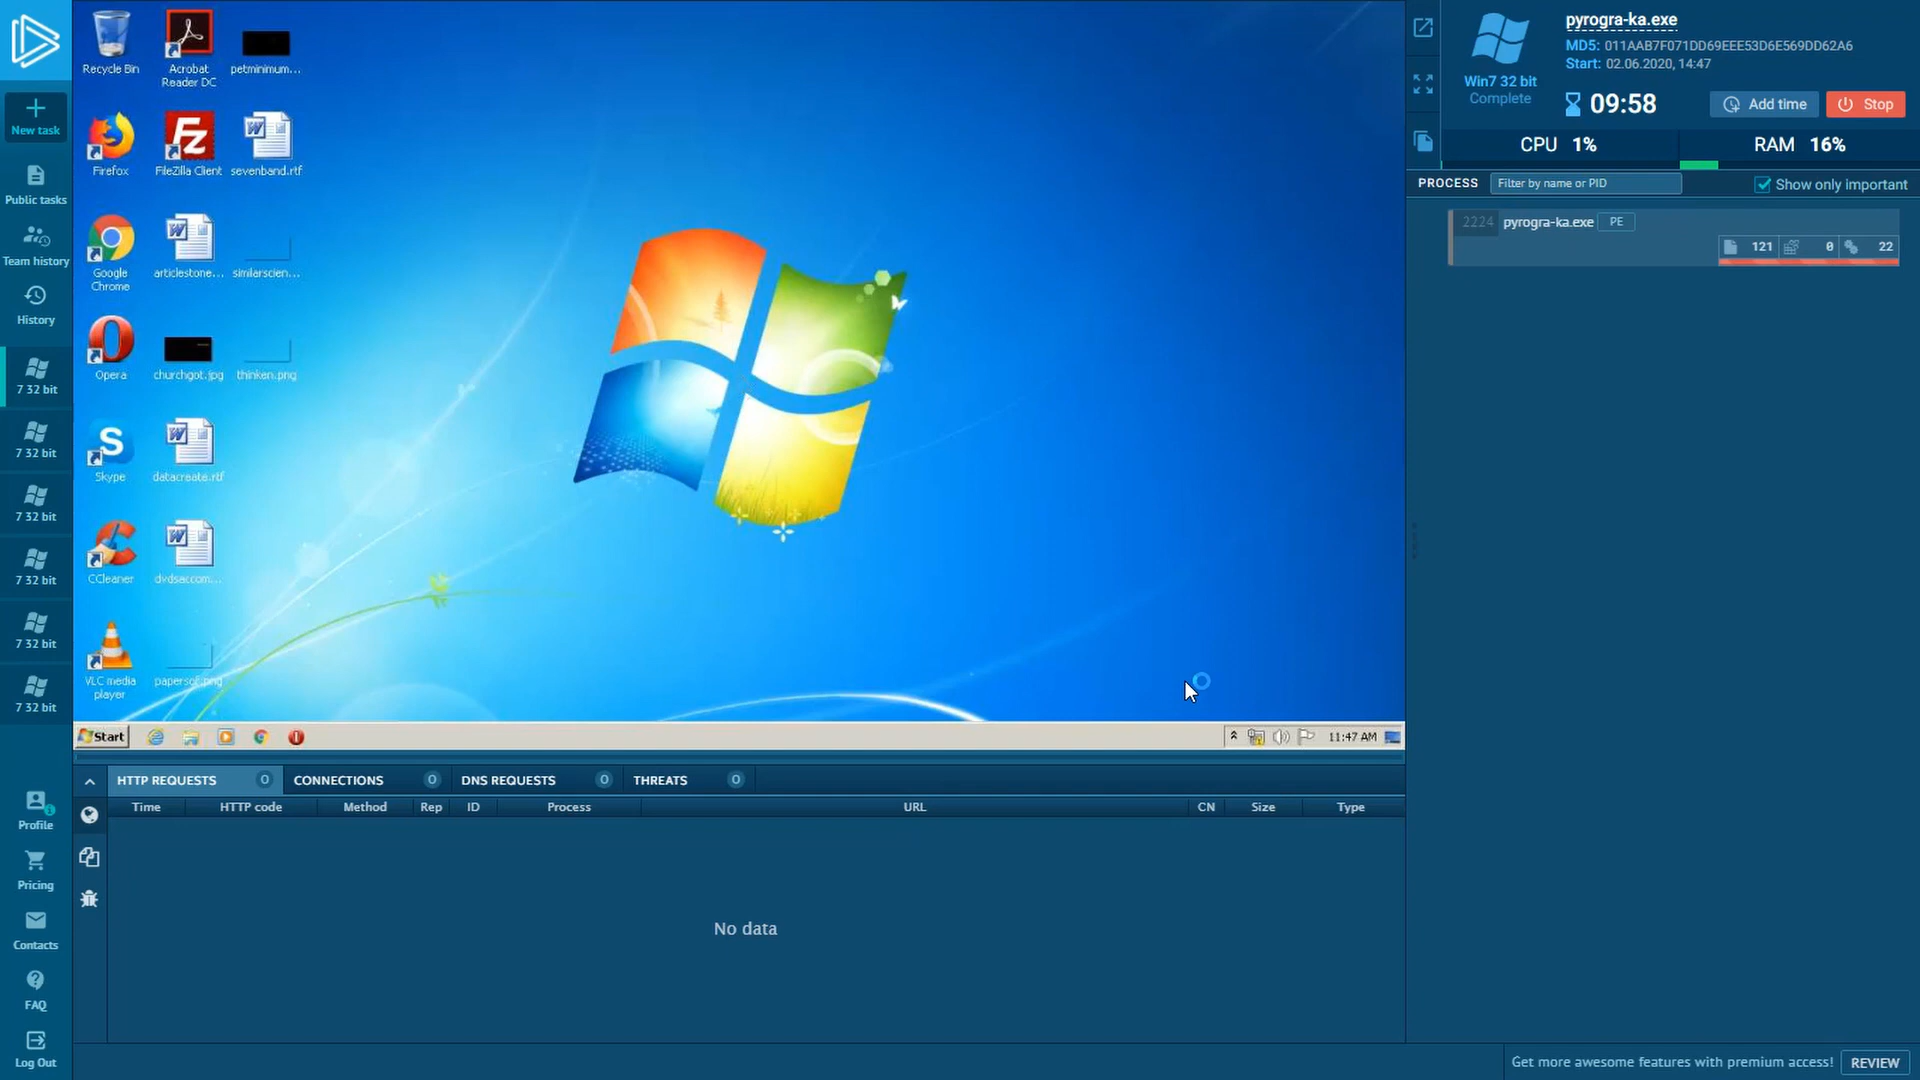 Recycle Bin
Acrobat
Reader DC
petminimum...
Firefox
FileZilla Client
sevenband.rtf
Google
Chrome
articlestone...
similarscien...
Opera
churchgot.jpg
thinken.png
Skype
datacreate.rtf
CCleaner
dvdsaccom...
VLC media
player
papersoft.png
Start
11:47 AM
New task
Public tasks
Team history
History
7 32 bit
7 32 bit
7 32 bit
7 32 bit
7 32 bit
7 32 bit
Profile
Pricing
Contacts
FAQ
Log Out
HTTP REQUESTS 0
CONNECTIONS 0
DNS REQUESTS 0
THREATS 0
Time HTTP code Method Rep ID Process URL CN Size Type
No data
pyrogra-ka.exe
MD5: 011AAB7F071DD69EEE53D6E569DD62A6
Start: 02.06.2020, 14:47
Win7 32 bit
Complete
09:58
Add time
Stop
CPU 1%
RAM 16%
PROCESS
Filter by name or PID
Show only important
2224 pyrogra-ka.exe PE
121 0 22
Get more awesome features with premium access! REVIEW